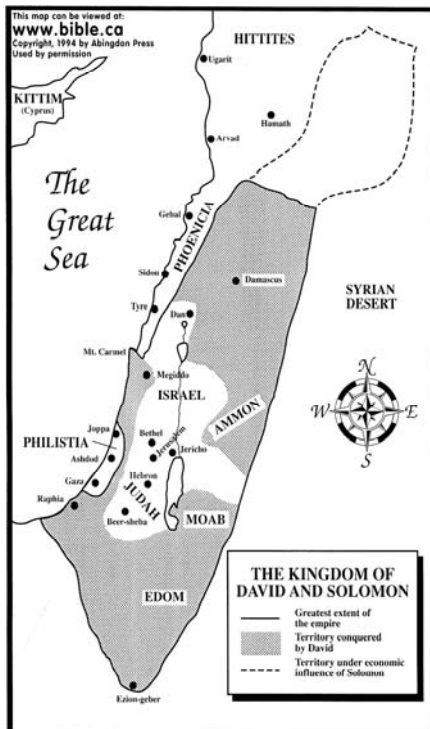 This map can be viewed at:
www.bible.ca
Copyright, 1994 by Abingdon Press
Used by permission
HITTITES
Ugarit
KITTIM
(Cyprus)
Hamath
Arvad
The
Great
Sea
Gebal
PHOENICIA
Sidon
Damascus
SYRIAN
DESERT
Tyre
Dan
Mt. Carmel
Megiddo
ISRAEL
N
W E
S
AMMON
Joppa
PHILISTIA
Bethel
Jerusalem
Jericho
Ashdod
Gaza
Hebron
JUDAH
Raphia
Beer-sheba
MOAB
EDOM
Ezion-geber
THE KINGDOM OF
DAVID AND SOLOMON
Greatest extent of
the empire
Territory conquered
by David
Territory under economic
influence of Solomon